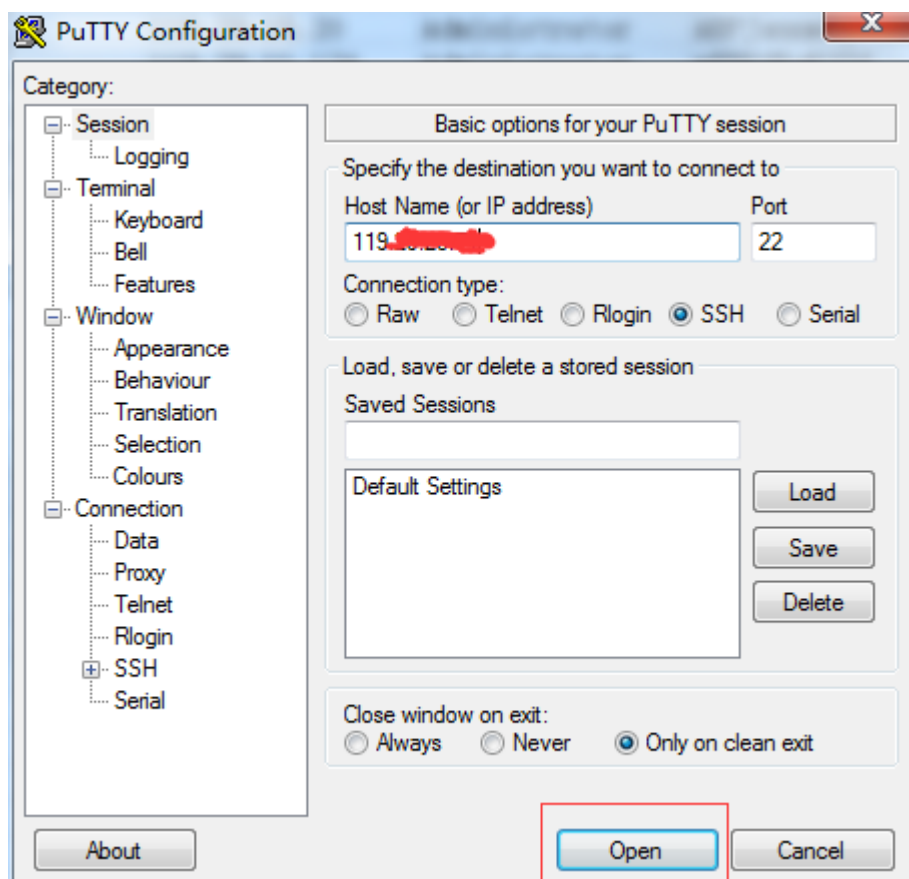 PuTTY Configuration
Category:
Session
Logging
Terminal
Keyboard
Bell
Features
Window
Appearance
Behaviour
Translation
Selection
Colours
Connection
Data
Proxy
Telnet
Rlogin
SSH
Serial
Basic options for your PuTTY session
Specify the destination you want to connect to
Host Name (or IP address) Port
119. 22
Connection type:
Raw Telnet Rlogin SSH Serial
Load, save or delete a stored session
Saved Sessions
Default Settings
Load
Save
Delete
Close window on exit:
Always Never Only on clean exit
About Open Cancel